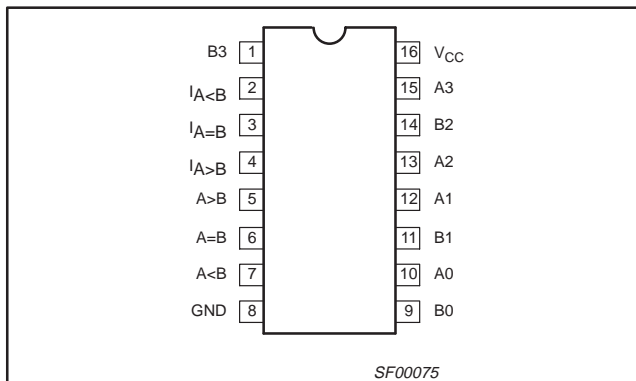 B3 1 16 VCC
IA<B 2 15 A3
IA=B 3 14 B2
IA>B 4 13 A2
A>B 5 12 A1
A=B 6 11 B1
A<B 7 10 A0
GND 8 9 B0
SF00075